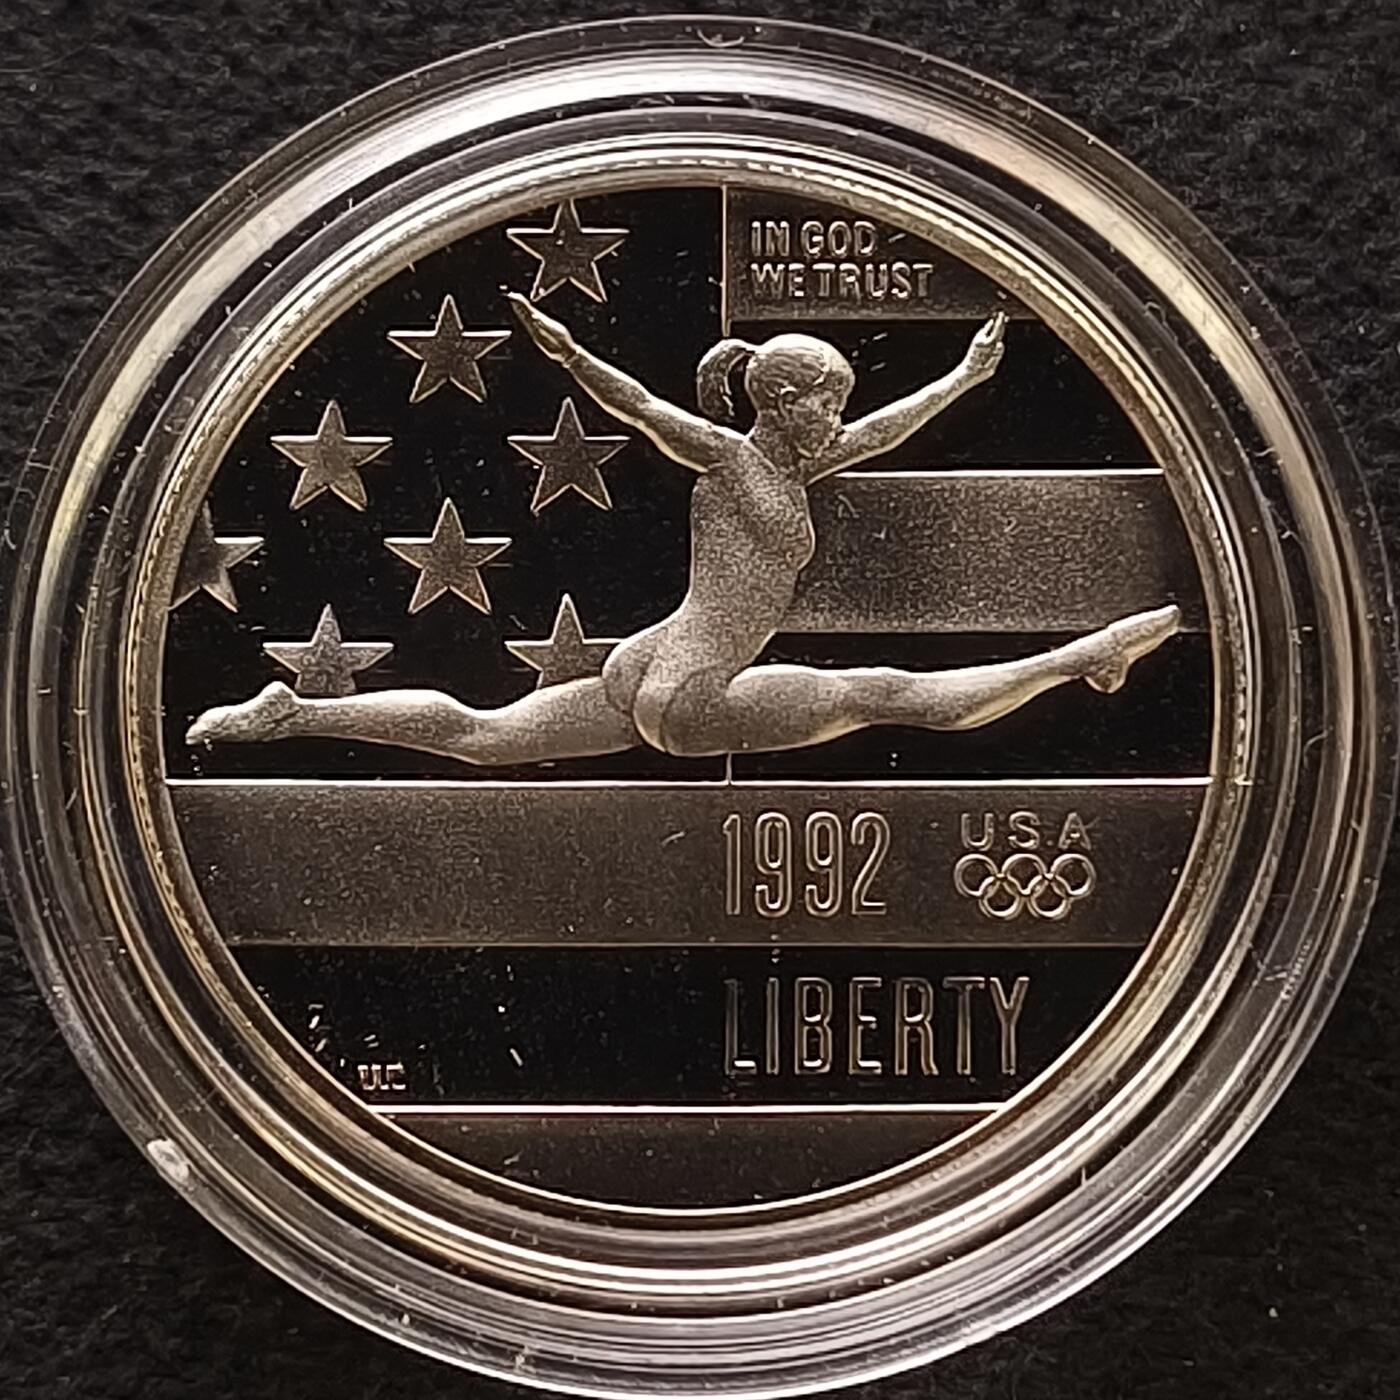 IN GOD
WE TRUST
1992
USA
LIBERTY